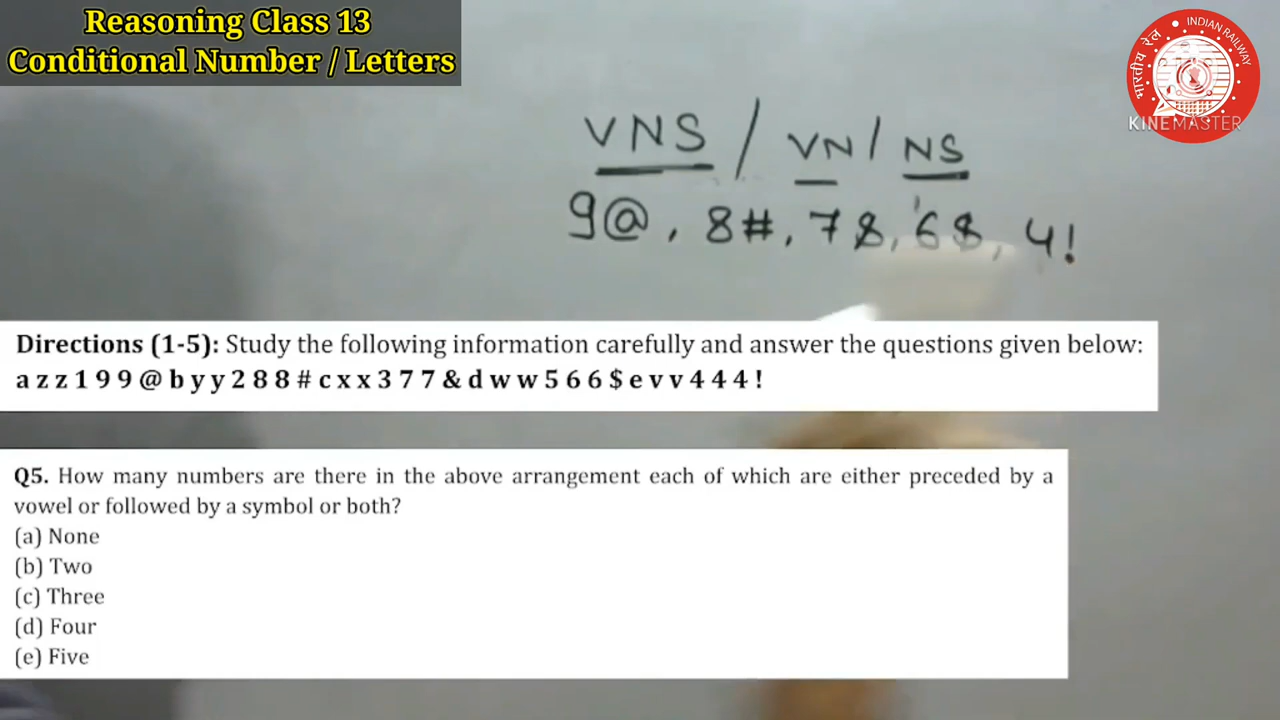 Reasoning Class 13
Conditional Number / Letters
भारतीय रेल
INDIAN RAILWAY
KINEMASTER
VNS / VN / NS
9@, 8#, 7&, 6$, 4!
Directions (1-5): Study the following information carefully and answer the questions given below:
a z z 1 9 9 @ b y y 2 8 8 # c x x 3 7 7 & d w w 5 6 6 $ e v v 4 4 4 !
Q5. How many numbers are there in the above arrangement each of which are either preceded by a
vowel or followed by a symbol or both?
(a) None
(b) Two
(c) Three
(d) Four
(e) Five